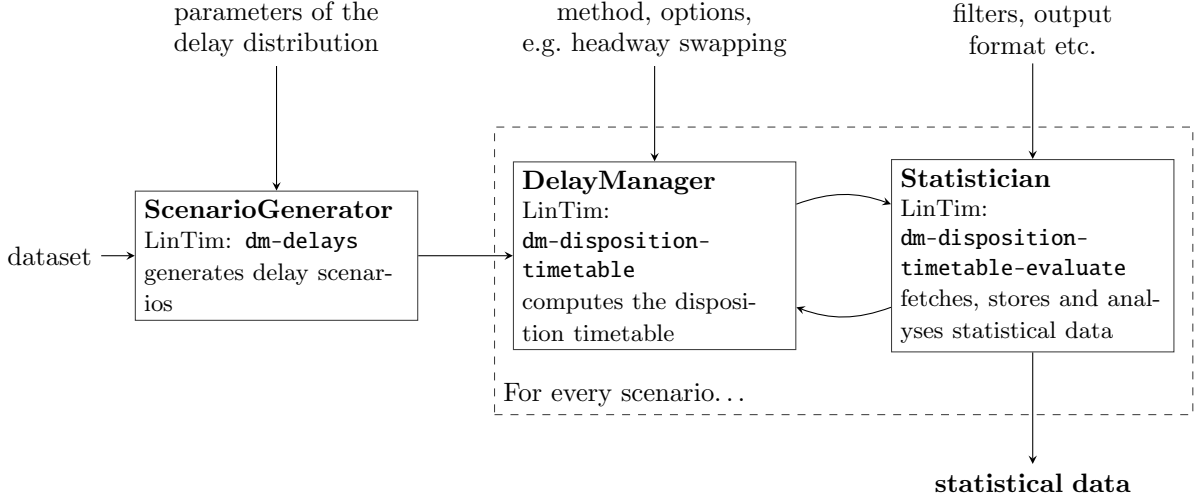 parameters of the
delay distribution
method, options,
e.g. headway swapping
filters, output
format etc.
dataset
ScenarioGenerator
LinTim: dm-delays
generates delay scenar-
ios
DelayManager
LinTim:
dm-disposition-
timetable
computes the disposi-
tion timetable
Statistician
LinTim:
dm-disposition-
timetable-evaluate
fetches, stores and anal-
yses statistical data
For every scenario...
statistical data